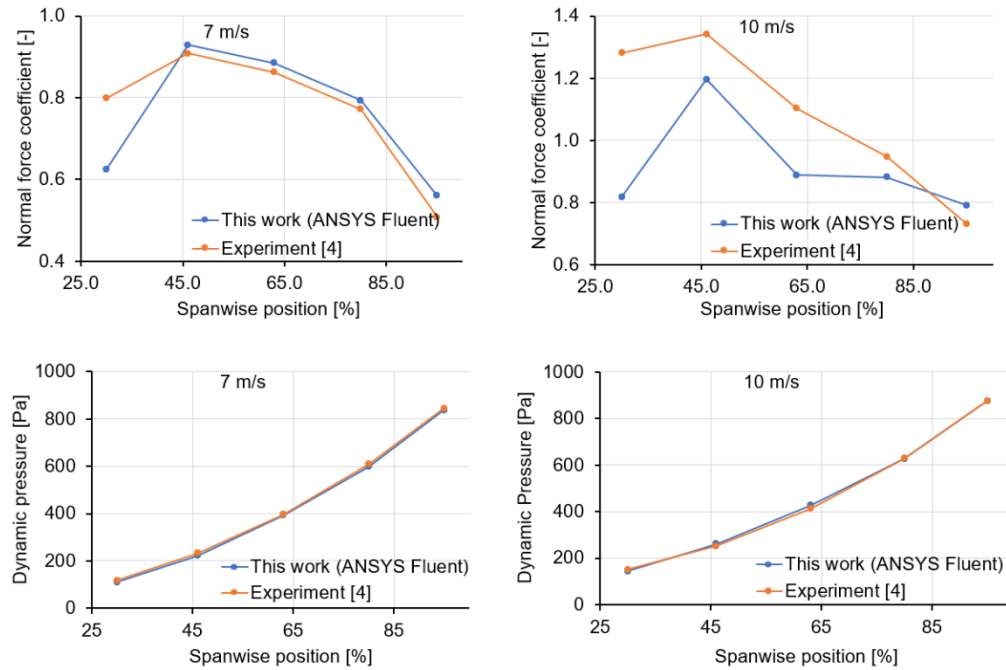 7 m/s
Normal force coefficient [-]
1.0
0.8
0.6
0.4
This work (ANSYS Fluent)
Experiment [4]
25.0 45.0 65.0 85.0
Spanwise position [%]
10 m/s
Normal force coefficient [-]
1.4
1.2
1.0
0.8
0.6
This work (ANSYS Fluent)
Experiment [4]
25.0 45.0 65.0 85.0
Spanwise position [%]
7 m/s
Dynamic pressure [Pa]
1000
800
600
400
200
0
This work (ANSYS Fluent)
Experiment [4]
25 45 65 85
Spanwise position [%]
10 m/s
Dynamic Pressure [Pa]
1000
800
600
400
200
0
This work (ANSYS Fluent)
Experiment [4]
25 45 65 85
Spanwise position [%]